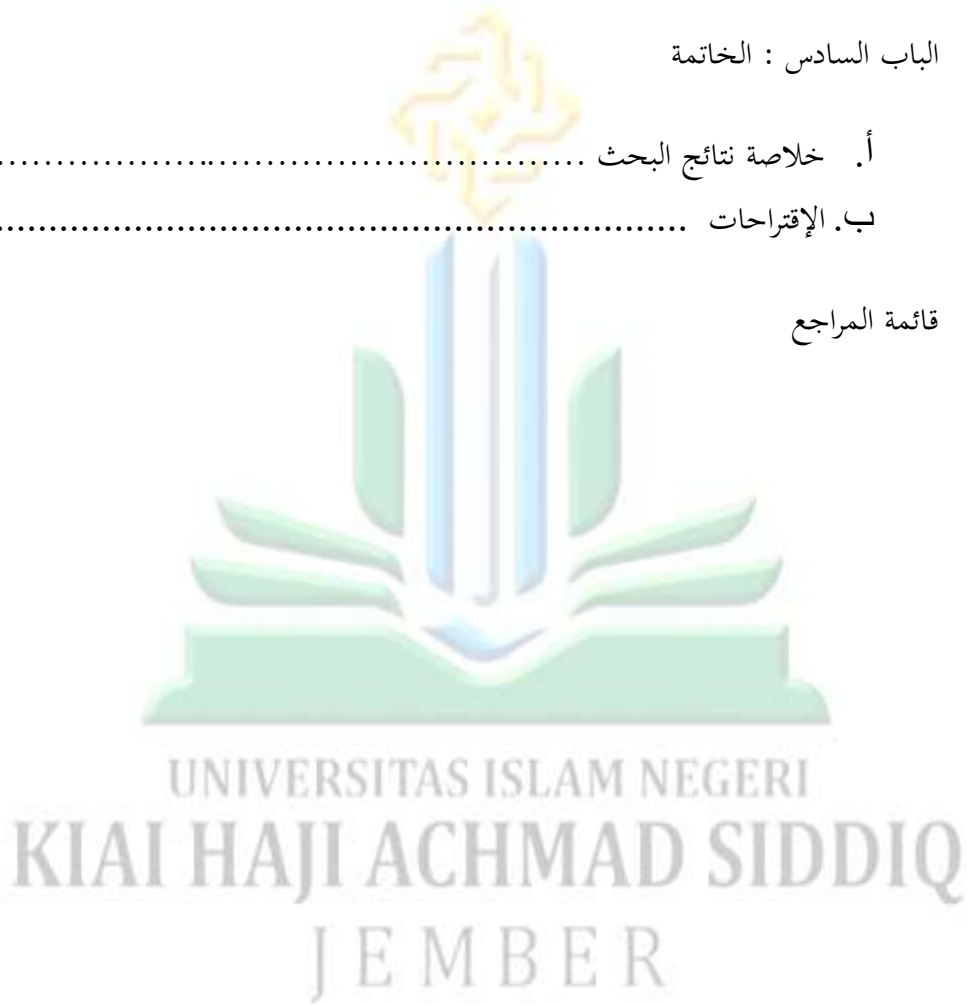 الباب السادس : الخاتمة
أ. خلاصة نتائج البحث ................................................
ب. الإقتراحات ................................................................
قائمة المراجع
UNIVERSITAS ISLAM NEGERI
KIAI HAJI ACHMAD SIDDIQ
JEMBER